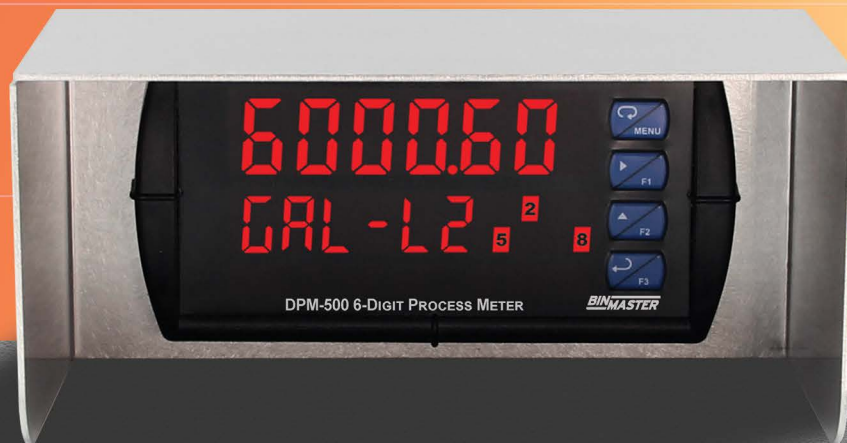 6000.60
MENU
F1
GAL-L2 5 2 8
F2
F3
DPM-500 6-DIGIT PROCESS METER
BINMASTER